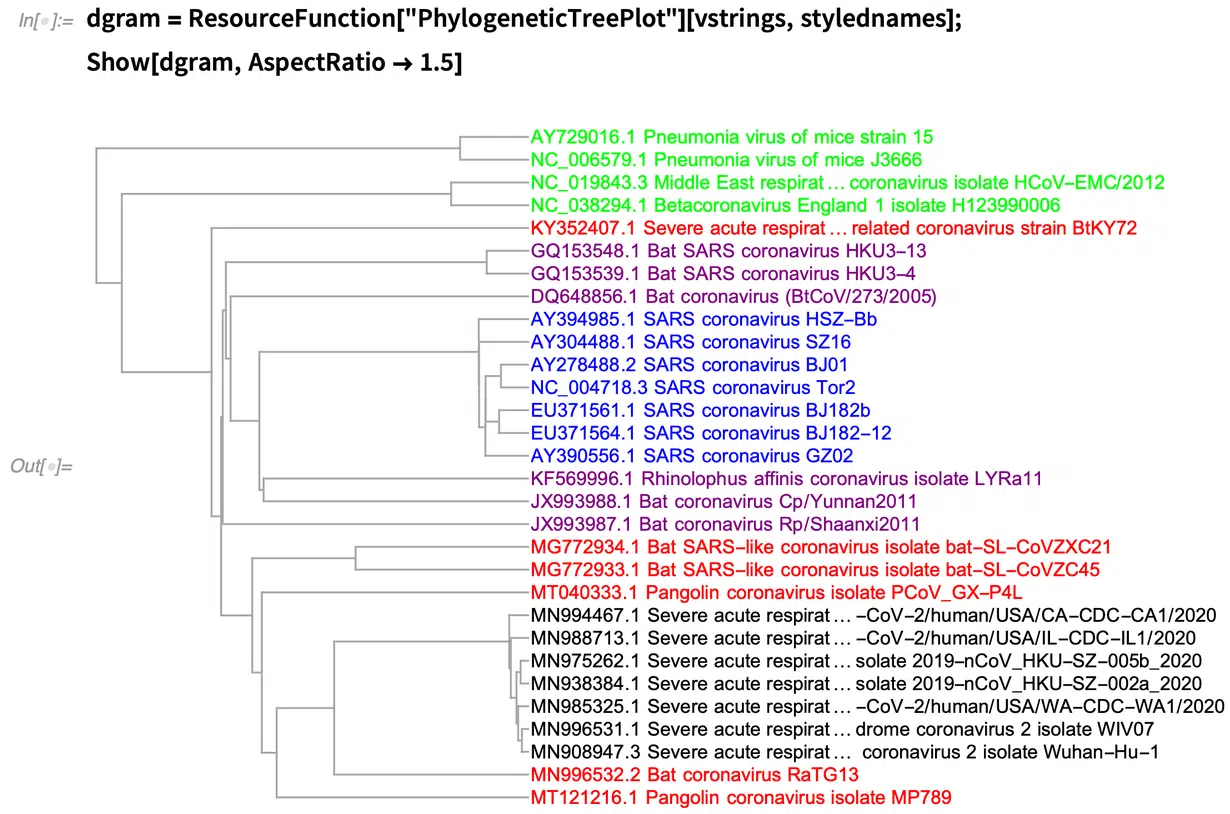 In[●]:= dgram = ResourceFunction["PhylogeneticTreePlot"][vstrings, stylednames];
Show[dgram, AspectRatio → 1.5]
AY729016.1 Pneumonia virus of mice strain 15
NC_006579.1 Pneumonia virus of mice J3666
NC_019843.3 Middle East respirat… coronavirus isolate HCoV-EMC/2012
NC_038294.1 Betacoronavirus England 1 isolate H123990006
KY352407.1 Severe acute respirat… related coronavirus strain BtKY72
GQ153548.1 Bat SARS coronavirus HKU3-13
GQ153539.1 Bat SARS coronavirus HKU3-4
DQ648856.1 Bat coronavirus (BtCoV/273/2005)
AY394985.1 SARS coronavirus HSZ-Bb
AY304488.1 SARS coronavirus SZ16
AY278488.2 SARS coronavirus BJ01
NC_004718.3 SARS coronavirus Tor2
EU371561.1 SARS coronavirus BJ182b
EU371564.1 SARS coronavirus BJ182-12
AY390556.1 SARS coronavirus GZ02
Out[●]=
KF569996.1 Rhinolophus affinis coronavirus isolate LYRa11
JX993988.1 Bat coronavirus Cp/Yunnan2011
JX993987.1 Bat coronavirus Rp/Shaanxi2011
MG772934.1 Bat SARS-like coronavirus isolate bat-SL-CoVZXC21
MG772933.1 Bat SARS-like coronavirus isolate bat-SL-CoVZC45
MT040333.1 Pangolin coronavirus isolate PCoV_GX-P4L
MN994467.1 Severe acute respirat… -CoV-2/human/USA/CA-CDC-CA1/2020
MN988713.1 Severe acute respirat… -CoV-2/human/USA/IL-CDC-IL1/2020
MN975262.1 Severe acute respirat… solate 2019-nCoV_HKU-SZ-005b_2020
MN938384.1 Severe acute respirat… solate 2019-nCoV_HKU-SZ-002a_2020
MN985325.1 Severe acute respirat… -CoV-2/human/USA/WA-CDC-WA1/2020
MN996531.1 Severe acute respirat… drome coronavirus 2 isolate WIV07
MN908947.3 Severe acute respirat… coronavirus 2 isolate Wuhan-Hu-1
MN996532.2 Bat coronavirus RaTG13
MT121216.1 Pangolin coronavirus isolate MP789